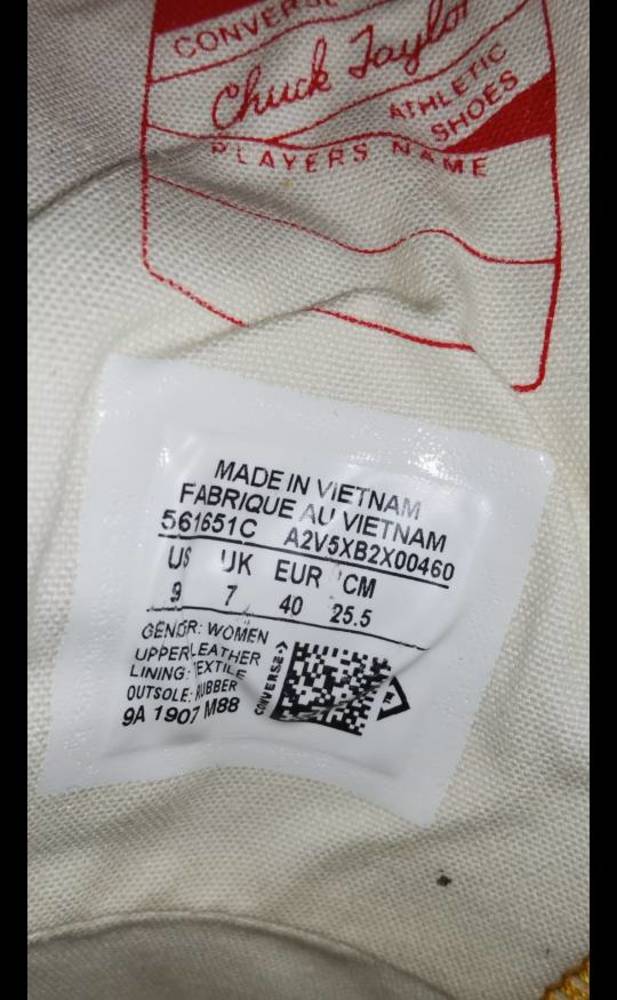 CONVERSE
Chuck Taylor
ATHLETIC
SHOES
PLAYERS NAME
MADE IN VIETNAM
FABRIQUE AU VIETNAM
561651C A2V5XB2X00460
US UK EUR CM
9 7 40 25.5
GENDR: WOMEN
UPPER LEATHER
LINING: TEXTILE
OUTSOLE: RUBBER
9A 1907 M88
CONVERSE